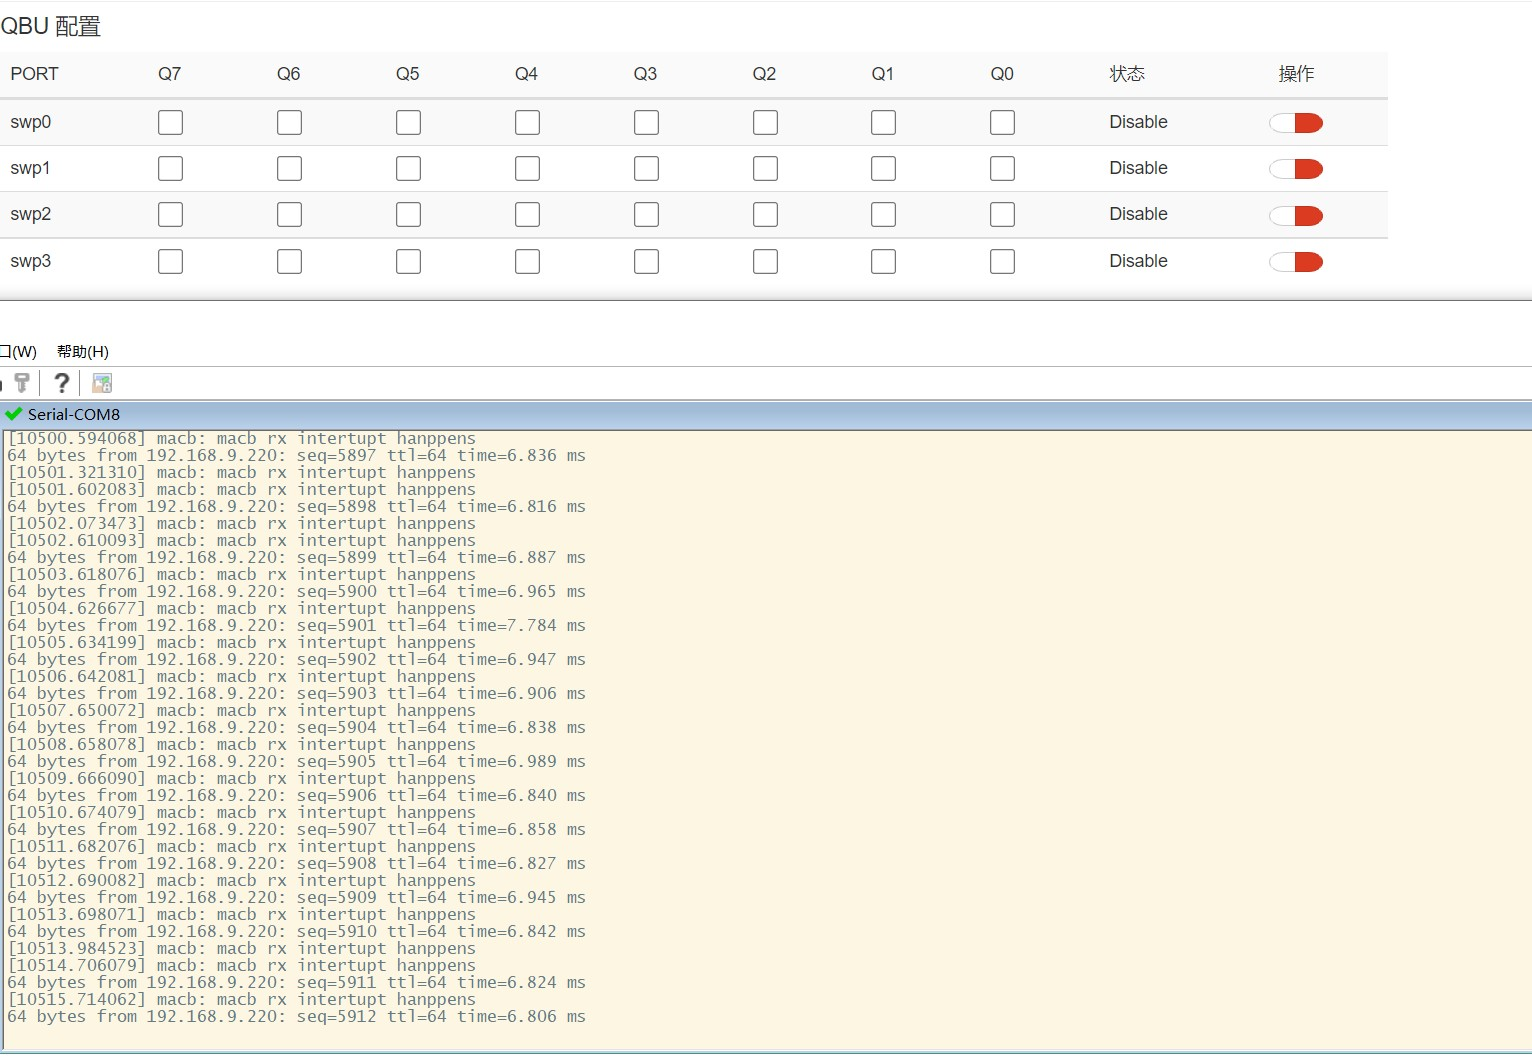 QBU 配置
PORT Q7 Q6 Q5 Q4 Q3 Q2 Q1 Q0 状态 操作
swp0 Disable
swp1 Disable
swp2 Disable
swp3 Disable
口(W) 帮助(H)
?
Serial-COM8
[10500.594068] macb: macb rx intertupt hanppens
64 bytes from 192.168.9.220: seq=5897 ttl=64 time=6.836 ms
[10501.321310] macb: macb rx intertupt hanppens
[10501.602083] macb: macb rx intertupt hanppens
64 bytes from 192.168.9.220: seq=5898 ttl=64 time=6.816 ms
[10502.073473] macb: macb rx intertupt hanppens
[10502.610093] macb: macb rx intertupt hanppens
64 bytes from 192.168.9.220: seq=5899 ttl=64 time=6.887 ms
[10503.618076] macb: macb rx intertupt hanppens
64 bytes from 192.168.9.220: seq=5900 ttl=64 time=6.965 ms
[10504.626677] macb: macb rx intertupt hanppens
64 bytes from 192.168.9.220: seq=5901 ttl=64 time=7.784 ms
[10505.634199] macb: macb rx intertupt hanppens
64 bytes from 192.168.9.220: seq=5902 ttl=64 time=6.947 ms
[10506.642081] macb: macb rx intertupt hanppens
64 bytes from 192.168.9.220: seq=5903 ttl=64 time=6.906 ms
[10507.650072] macb: macb rx intertupt hanppens
64 bytes from 192.168.9.220: seq=5904 ttl=64 time=6.838 ms
[10508.658078] macb: macb rx intertupt hanppens
64 bytes from 192.168.9.220: seq=5905 ttl=64 time=6.989 ms
[10509.666090] macb: macb rx intertupt hanppens
64 bytes from 192.168.9.220: seq=5906 ttl=64 time=6.840 ms
[10510.674079] macb: macb rx intertupt hanppens
64 bytes from 192.168.9.220: seq=5907 ttl=64 time=6.858 ms
[10511.682076] macb: macb rx intertupt hanppens
64 bytes from 192.168.9.220: seq=5908 ttl=64 time=6.827 ms
[10512.690082] macb: macb rx intertupt hanppens
64 bytes from 192.168.9.220: seq=5909 ttl=64 time=6.945 ms
[10513.698071] macb: macb rx intertupt hanppens
64 bytes from 192.168.9.220: seq=5910 ttl=64 time=6.842 ms
[10513.984523] macb: macb rx intertupt hanppens
[10514.706079] macb: macb rx intertupt hanppens
64 bytes from 192.168.9.220: seq=5911 ttl=64 time=6.824 ms
[10515.714062] macb: macb rx intertupt hanppens
64 bytes from 192.168.9.220: seq=5912 ttl=64 time=6.806 ms